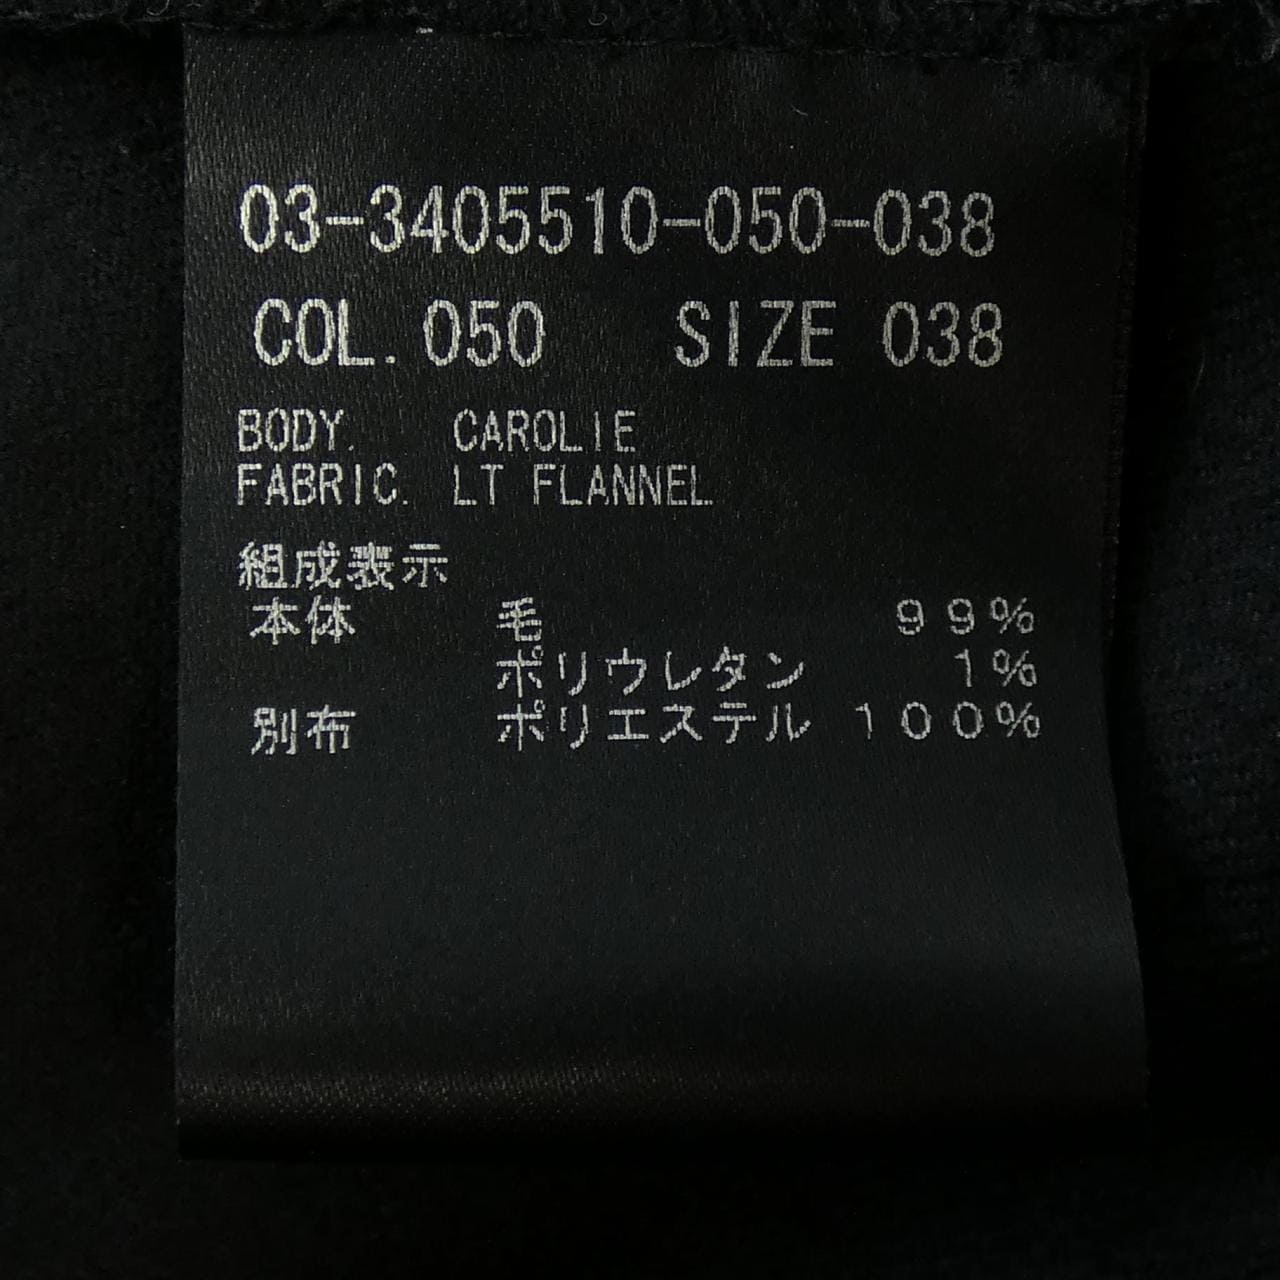 03-3405510-050-038
COL. 050 SIZE 038
BODY. CAROLIE
FABRIC. LT FLANNEL
組成表示
本体 毛 99%
ポリウレタン 1%
別布 ポリエステル 100%